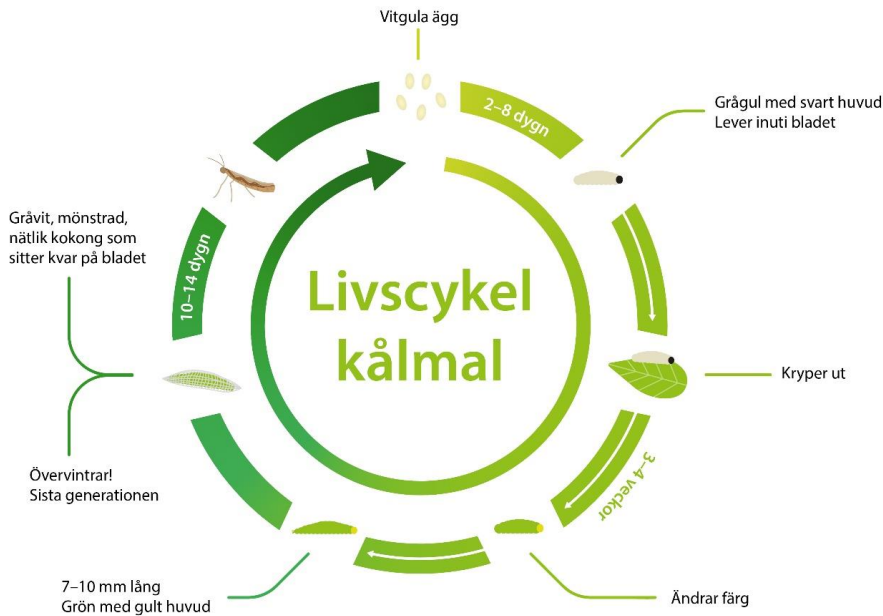 Vitgula ägg
2–8 dygn
Grågul med svart huvud
Lever inuti bladet
Kryper ut
3–4 veckor
Ändrar färg
7–10 mm lång
Grön med gult huvud
Övervintrar!
Sista generationen
Gråvit, mönstrad,
nätlik kokong som
sitter kvar på bladet
10–14 dygn
Livscykel
kålmal